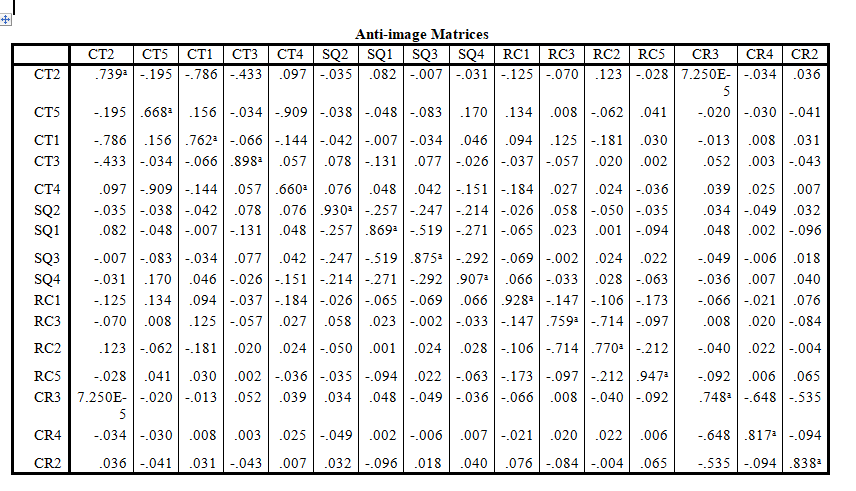 Anti-image Matrices
CT2 CT5 CT1 CT3 CT4 SQ2 SQ1 SQ3 SQ4 RC1 RC3 RC2 RC5 CR3 CR4 CR2
CT2 .739ᵃ -.195 -.786 -.433 .097 -.035 .082 -.007 -.031 -.125 -.070 .123 -.028 7.250E-5 -.034 .036
CT5 -.195 .668ᵃ .156 -.034 -.909 -.038 -.048 -.083 .170 .134 .008 -.062 .041 -.020 -.030 -.041
CT1 -.786 .156 .762ᵃ -.066 -.144 -.042 -.007 -.034 .046 .094 .125 -.181 .030 -.013 .008 .031
CT3 -.433 -.034 -.066 .898ᵃ .057 .078 -.131 .077 -.026 -.037 -.057 .020 .002 .052 .003 -.043
CT4 .097 -.909 -.144 .057 .660ᵃ .076 .048 .042 -.151 -.184 .027 .024 -.036 .039 .025 .007
SQ2 -.035 -.038 -.042 .078 .076 .930ᵃ -.257 -.247 -.214 -.026 .058 -.050 -.035 .034 -.049 .032
SQ1 .082 -.048 -.007 -.131 .048 -.257 .869ᵃ -.519 -.271 -.065 .023 .001 -.094 .048 .002 -.096
SQ3 -.007 -.083 -.034 .077 .042 -.247 -.519 .875ᵃ -.292 -.069 -.002 .024 .022 -.049 -.006 .018
SQ4 -.031 .170 .046 -.026 -.151 -.214 -.271 -.292 .907ᵃ .066 -.033 .028 -.063 -.036 .007 .040
RC1 -.125 .134 .094 -.037 -.184 -.026 -.065 -.069 .066 .928ᵃ -.147 -.106 -.173 -.066 -.021 .076
RC3 -.070 .008 .125 -.057 .027 .058 .023 -.002 -.033 -.147 .759ᵃ -.714 -.097 .008 .020 -.084
RC2 .123 -.062 -.181 .020 .024 -.050 .001 .024 .028 -.106 -.714 .770ᵃ -.212 -.040 .022 -.004
RC5 -.028 .041 .030 .002 -.036 -.035 -.094 .022 -.063 -.173 -.097 -.212 .947ᵃ -.092 .006 .065
CR3 7.250E-5 -.020 -.013 .052 .039 .034 .048 -.049 -.036 -.066 .008 -.040 -.092 .748ᵃ -.648 -.535
CR4 -.034 -.030 .008 .003 .025 -.049 .002 -.006 .007 -.021 .020 .022 .006 -.648 .817ᵃ -.094
CR2 .036 -.041 .031 -.043 .007 .032 -.096 .018 .040 .076 -.084 -.004 .065 -.535 -.094 .838ᵃ